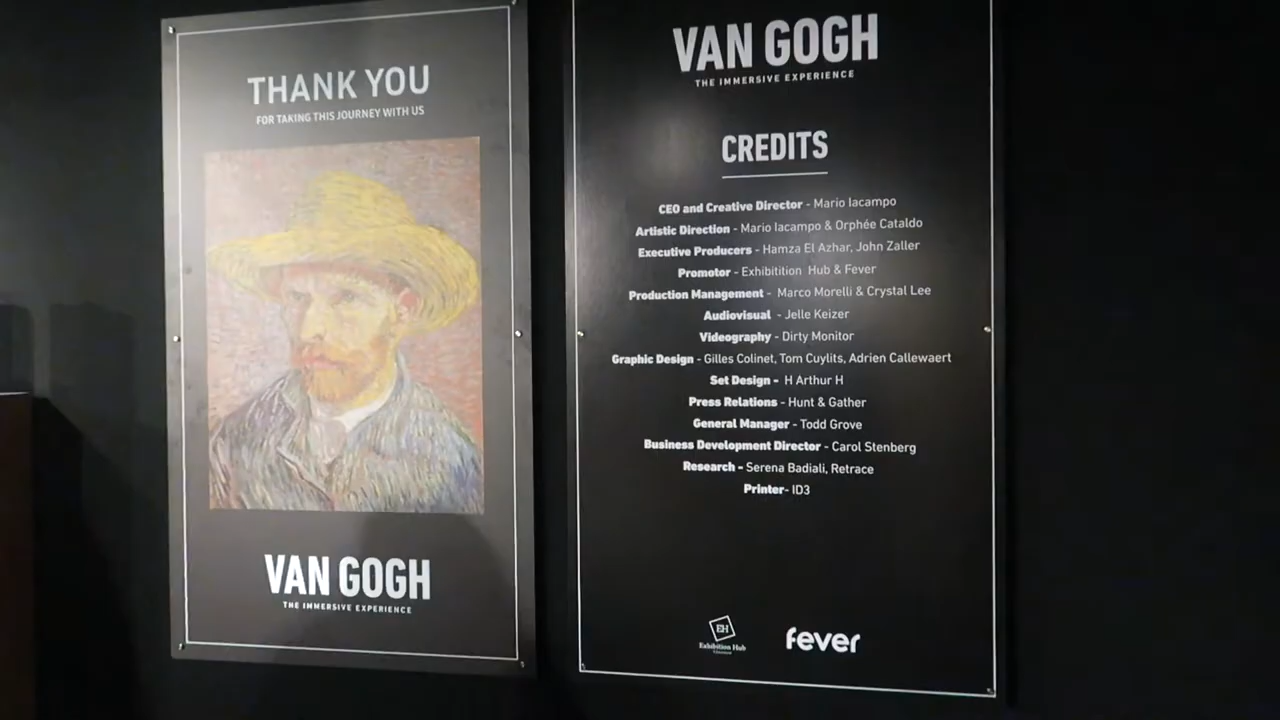 THANK YOU
FOR TAKING THIS JOURNEY WITH US
VAN GOGH
THE IMMERSIVE EXPERIENCE
VAN GOGH
THE IMMERSIVE EXPERIENCE
CREDITS
CEO and Creative Director - Mario Iacampo
Artistic Direction - Mario Iacampo & Orphée Cataldo
Executive Producers - Hamza El Azhar, John Zaller
Promotor - Exhibitition Hub & Fever
Production Management - Marco Morelli & Crystal Lee
Audiovisual - Jelle Keizer
Videography - Dirty Monitor
Graphic Design - Gilles Colinet, Tom Cuylits, Adrien Callewaert
Set Design - H Arthur H
Press Relations - Hunt & Gather
General Manager - Todd Grove
Business Development Director - Carol Stenberg
Research - Serena Badiali, Retrace
Printer- ID3
EH
Exhibition Hub
fever